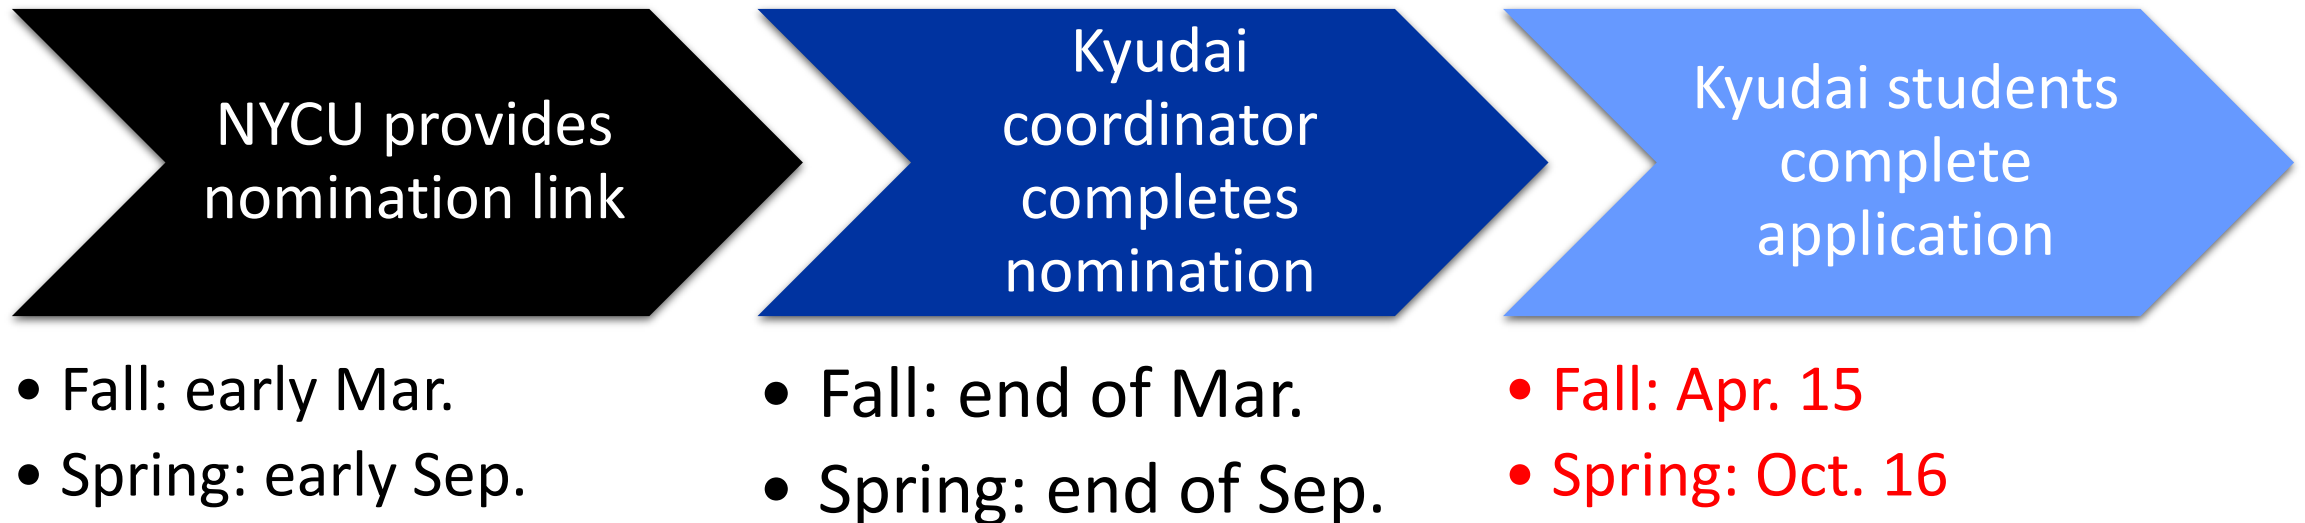 NYCU provides
nomination link
Kyudai
coordinator
completes
nomination
Kyudai students
complete
application
• Fall: early Mar.
• Spring: early Sep.
• Fall: end of Mar.
• Spring: end of Sep.
• Fall: Apr. 15
• Spring: Oct. 16